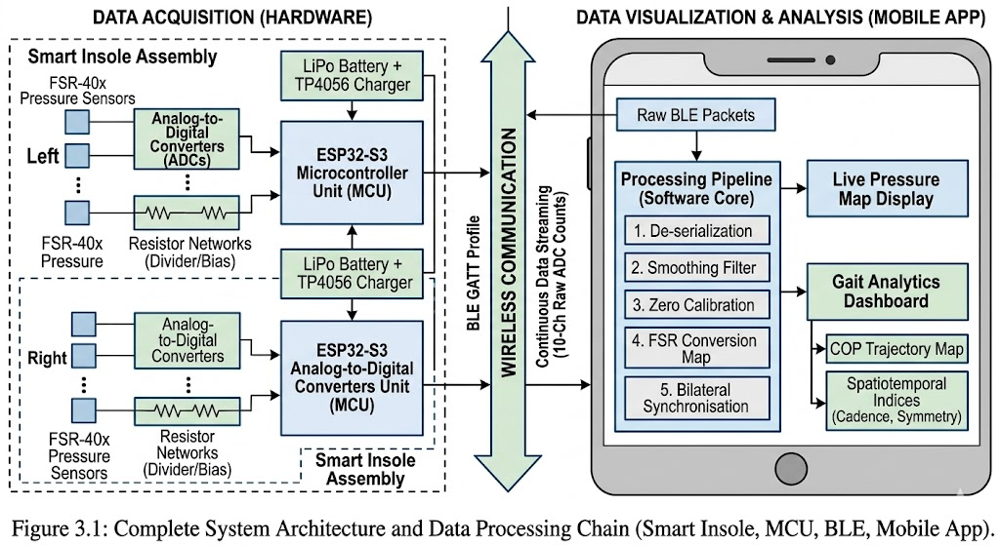 DATA ACQUISITION (HARDWARE)
DATA VISUALIZATION & ANALYSIS (MOBILE APP)
Smart Insole Assembly
FSR-40x
Pressure Sensors
Left
FSR-40x
Pressure
Analog-to-
Digital
Converters
(ADCs)
Resistor Networks
(Divider/Bias)
LiPo Battery +
TP4056 Charger
ESP32-S3
Microcontroller
Unit (MCU)
LiPo Battery +
TP4056 Charger
Right
FSR-40x
Pressure
Sensors
Analog-
to-Digital
Converters
Resistor
Networks
(Divider/Bias)
ESP32-S3
Analog-to-Digital
Converters Unit
(MCU)
Smart Insole
Assembly
BLE GATT Profile
WIRELESS COMMUNICATION
Continuous Data Streaming
(10-Ch Raw ADC Counts)
Raw BLE Packets
Processing Pipeline
(Software Core)
1. De-serialization
2. Smoothing Filter
3. Zero Calibration
4. FSR Conversion
Map
5. Bilateral
Synchronisation
Live Pressure
Map Display
Gait Analytics
Dashboard
COP Trajectory Map
Spatiotemporal
Indices
(Cadence, Symmetry)
Figure 3.1: Complete System Architecture and Data Processing Chain (Smart Insole, MCU, BLE, Mobile App).